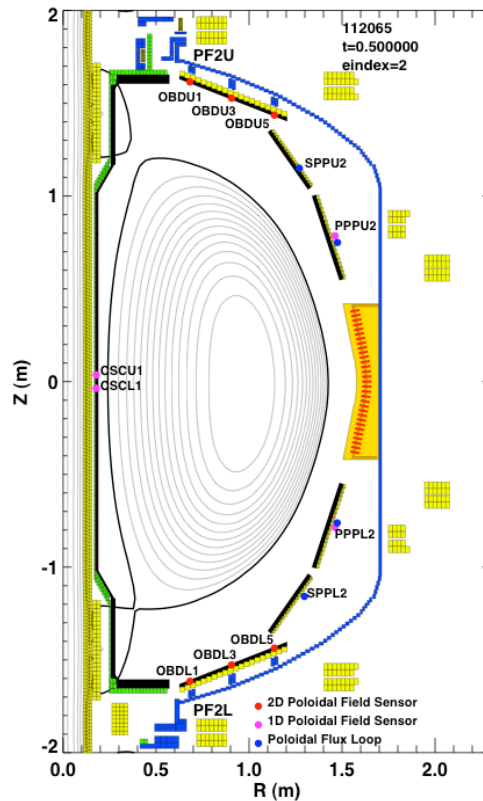 2
PF2U
112065
t=0.500000
eindex=2
OBDU1
OBDU3
OBDU5
SPPU2
1
PPPU2
Z (m)
CSCU1
0
CSCL1
PPPL2
-1
SPPL2
OBDL5
OBDL3
OBDL1
PF2L
2D Poloidal Field Sensor
1D Poloidal Field Sensor
Poloidal Flux Loop
-2
0.0 0.5 1.0 1.5 2.0
R (m)